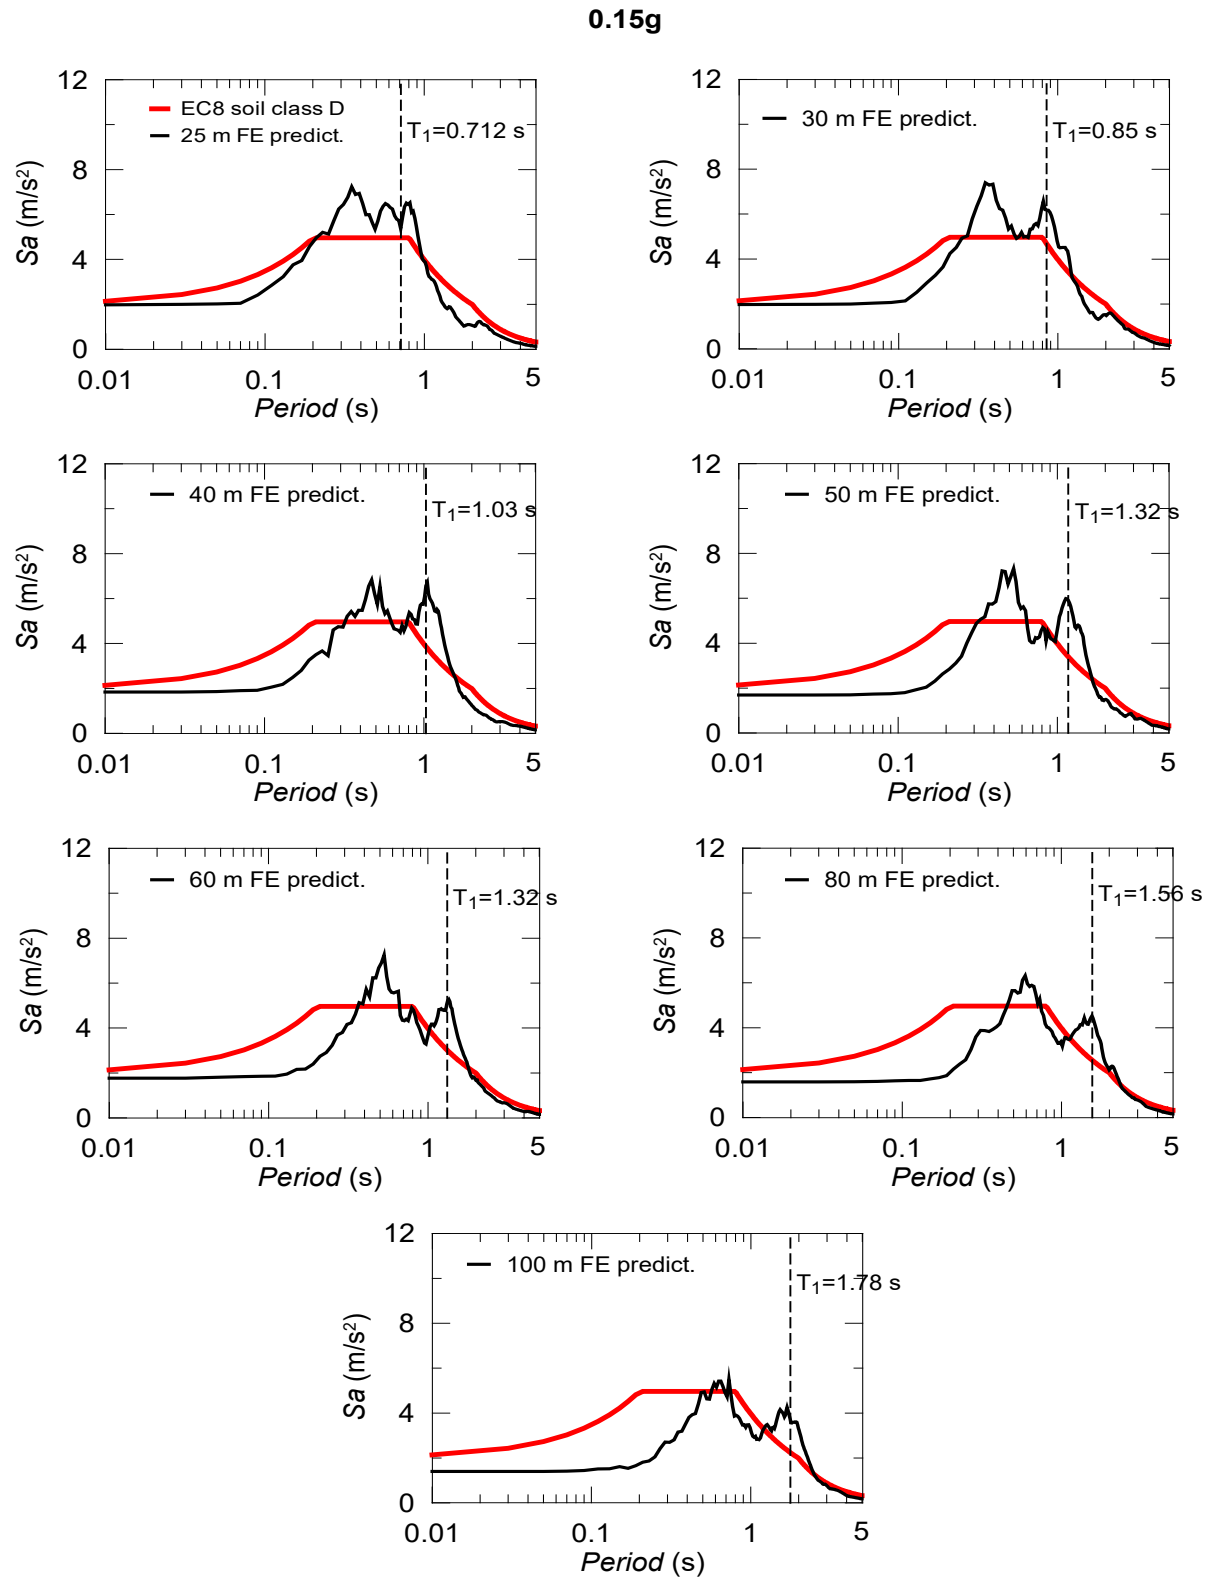 0.15g
12
8
4
0
Sa (m/s²)
EC8 soil class D
25 m FE predict.
T₁=0.712 s
0.01
0.1
1
5
Period (s)
12
8
4
0
Sa (m/s²)
30 m FE predict.
T₁=0.85 s
0.01
0.1
1
5
Period (s)
12
8
4
0
Sa (m/s²)
40 m FE predict.
T₁=1.03 s
0.01
0.1
1
5
Period (s)
12
8
4
0
Sa (m/s²)
50 m FE predict.
T₁=1.32 s
0.01
0.1
1
5
Period (s)
12
8
4
0
Sa (m/s²)
60 m FE predict.
T₁=1.32 s
0.01
0.1
1
5
Period (s)
12
8
4
0
Sa (m/s²)
80 m FE predict.
T₁=1.56 s
0.01
0.1
1
5
Period (s)
12
8
4
0
Sa (m/s²)
100 m FE predict.
T₁=1.78 s
0.01
0.1
1
5
Period (s)